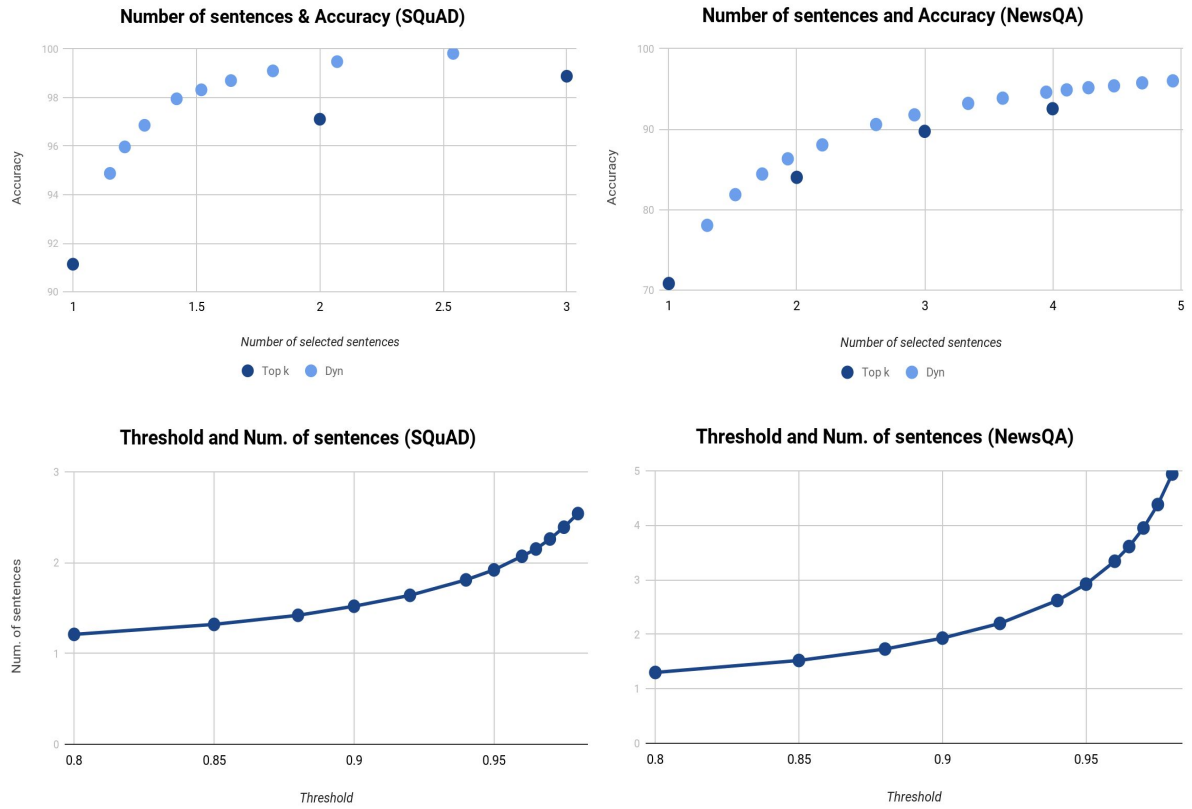 Number of sentences & Accuracy (SQuAD)
100
98
96
94
92
90
Accuracy
1
1.5
2
2.5
3
Number of selected sentences
Top k
Dyn
Number of sentences and Accuracy (NewsQA)
100
90
80
70
Accuracy
1
2
3
4
5
Number of selected sentences
Top k
Dyn
Threshold and Num. of sentences (SQuAD)
3
2
1
0
Num. of sentences
0.8
0.85
0.9
0.95
Threshold
Threshold and Num. of sentences (NewsQA)
5
4
3
2
1
0
0.8
0.85
0.9
0.95
Threshold